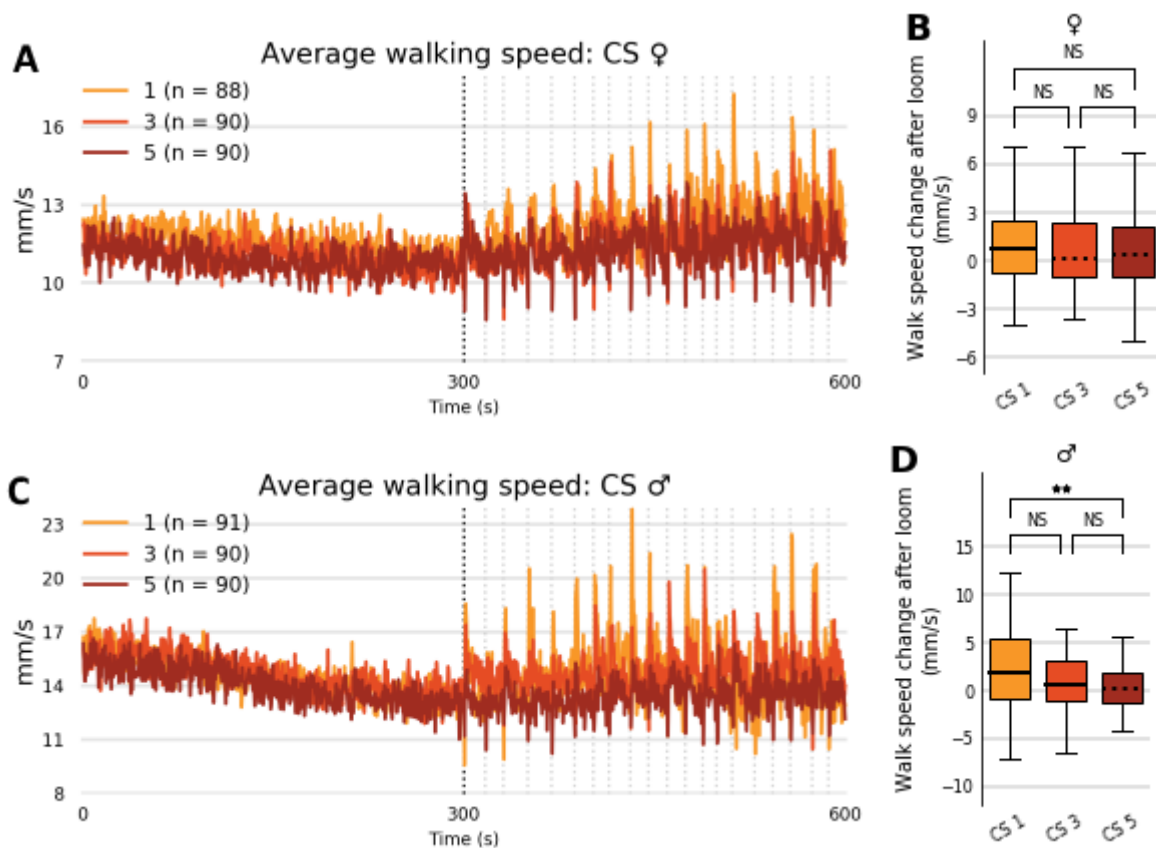 A
Average walking speed: CS ♀
1 (n = 88)
3 (n = 90)
5 (n = 90)
mm/s
16
13
10
7
0
300
600
Time (s)
B
♀
NS
NS
NS
Walk speed change after loom
(mm/s)
9
6
3
0
−3
−6
CS 1
CS 3
CS 5
C
Average walking speed: CS ♂
1 (n = 91)
3 (n = 90)
5 (n = 90)
mm/s
23
20
17
14
11
8
0
300
600
Time (s)
D
♂
★★
NS
NS
Walk speed change after loom
(mm/s)
15
10
5
0
−5
−10
CS 1
CS 3
CS 5